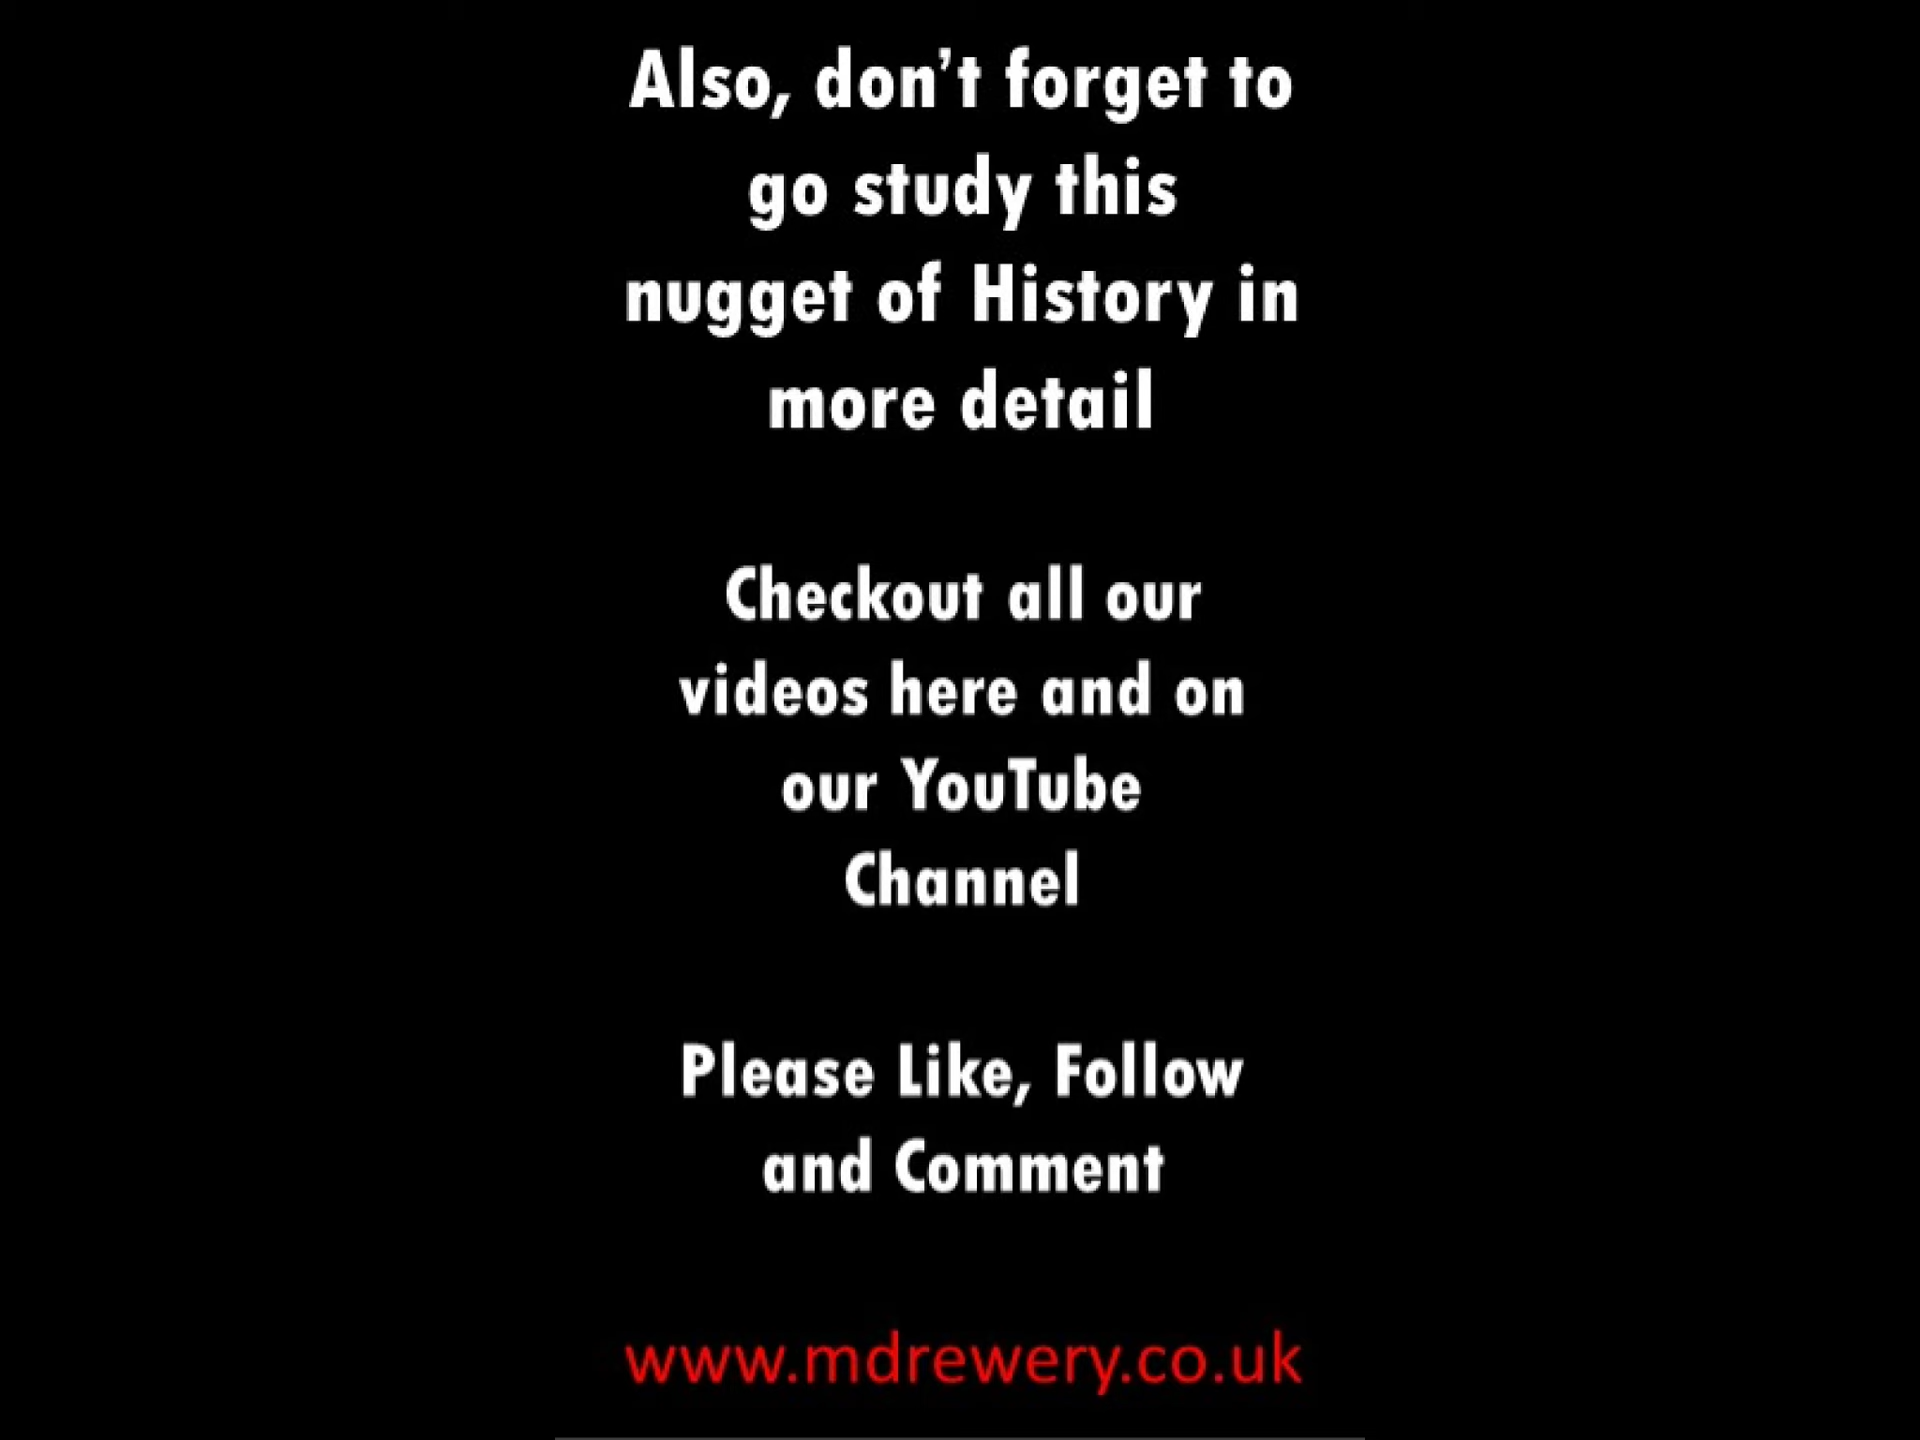 Also, don’t forget to
go study this
nugget of History in
more detail
Checkout all our
videos here and on
our YouTube
Channel
Please Like, Follow
and Comment
www.mdrewery.co.uk